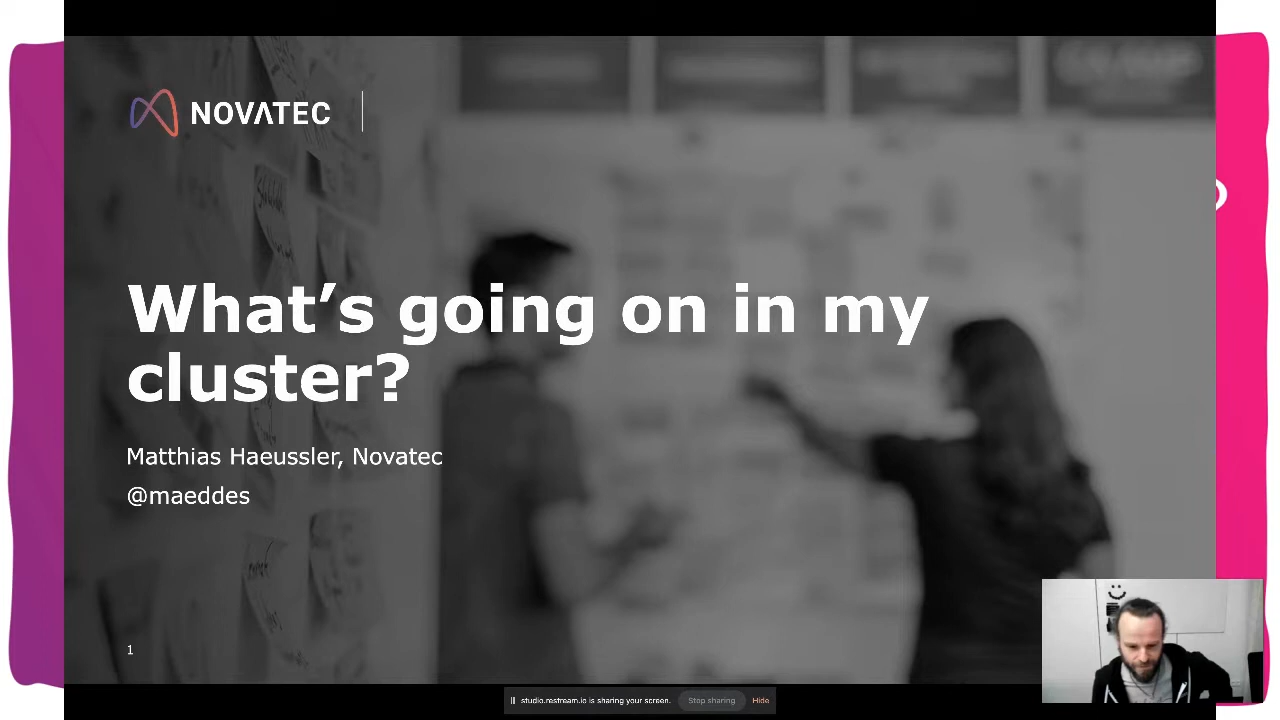 NOVATEC
What's going on in my
cluster?
Matthias Haeussler, Novatec
@maeddes
1
studio.restream.io is sharing your screen.
Stop sharing
Hide